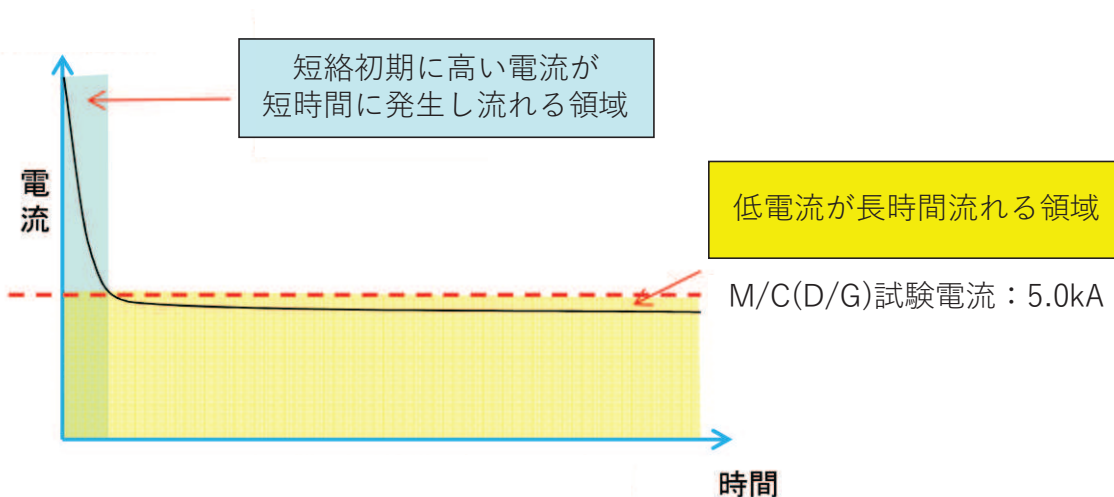 短絡初期に高い電流が
短時間に発生し流れる領域
電流
低電流が長時間流れる領域
M/C(D/G)試験電流：5.0kA
時間